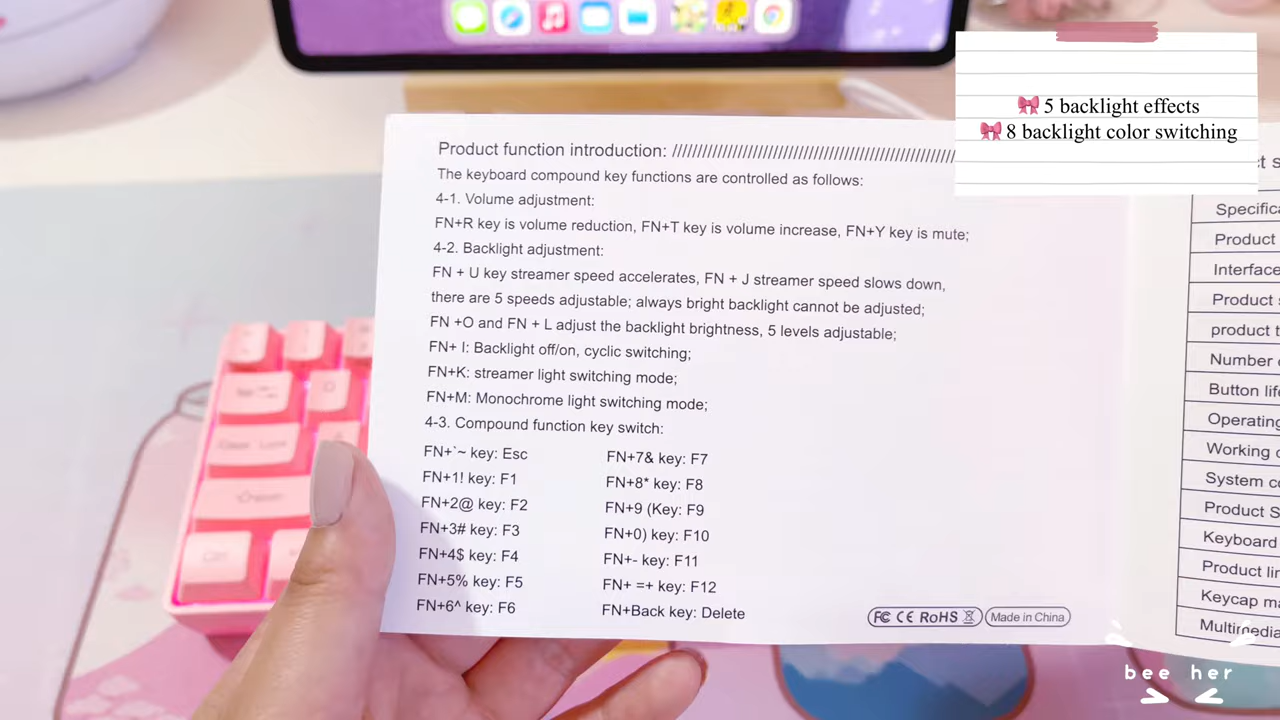 🎀 5 backlight effects
🎀 8 backlight color switching
Product function introduction: ////////////////////////////////////////////////
The keyboard compound key functions are controlled as follows:
4-1. Volume adjustment:
FN+R key is volume reduction, FN+T key is volume increase, FN+Y key is mute;
4-2. Backlight adjustment:
FN + U key streamer speed accelerates, FN + J streamer speed slows down,
there are 5 speeds adjustable; always bright backlight cannot be adjusted;
FN +O and FN + L adjust the backlight brightness, 5 levels adjustable;
FN+ I: Backlight off/on, cyclic switching;
FN+K: streamer light switching mode;
FN+M: Monochrome light switching mode;
4-3. Compound function key switch:
FN+`~ key: Esc
FN+1! key: F1
FN+2@ key: F2
FN+3# key: F3
FN+4$ key: F4
FN+5% key: F5
FN+6^ key: F6
FN+7& key: F7
FN+8* key: F8
FN+9 (Key: F9
FN+0) key: F10
FN+- key: F11
FN+ =+ key: F12
FN+Back key: Delete
FC CE RoHS
Made in China
Product
Interface
Product
product
Number
Button
Operating
Working
System
Product S
Keyboard
Product
Keycap
bee her